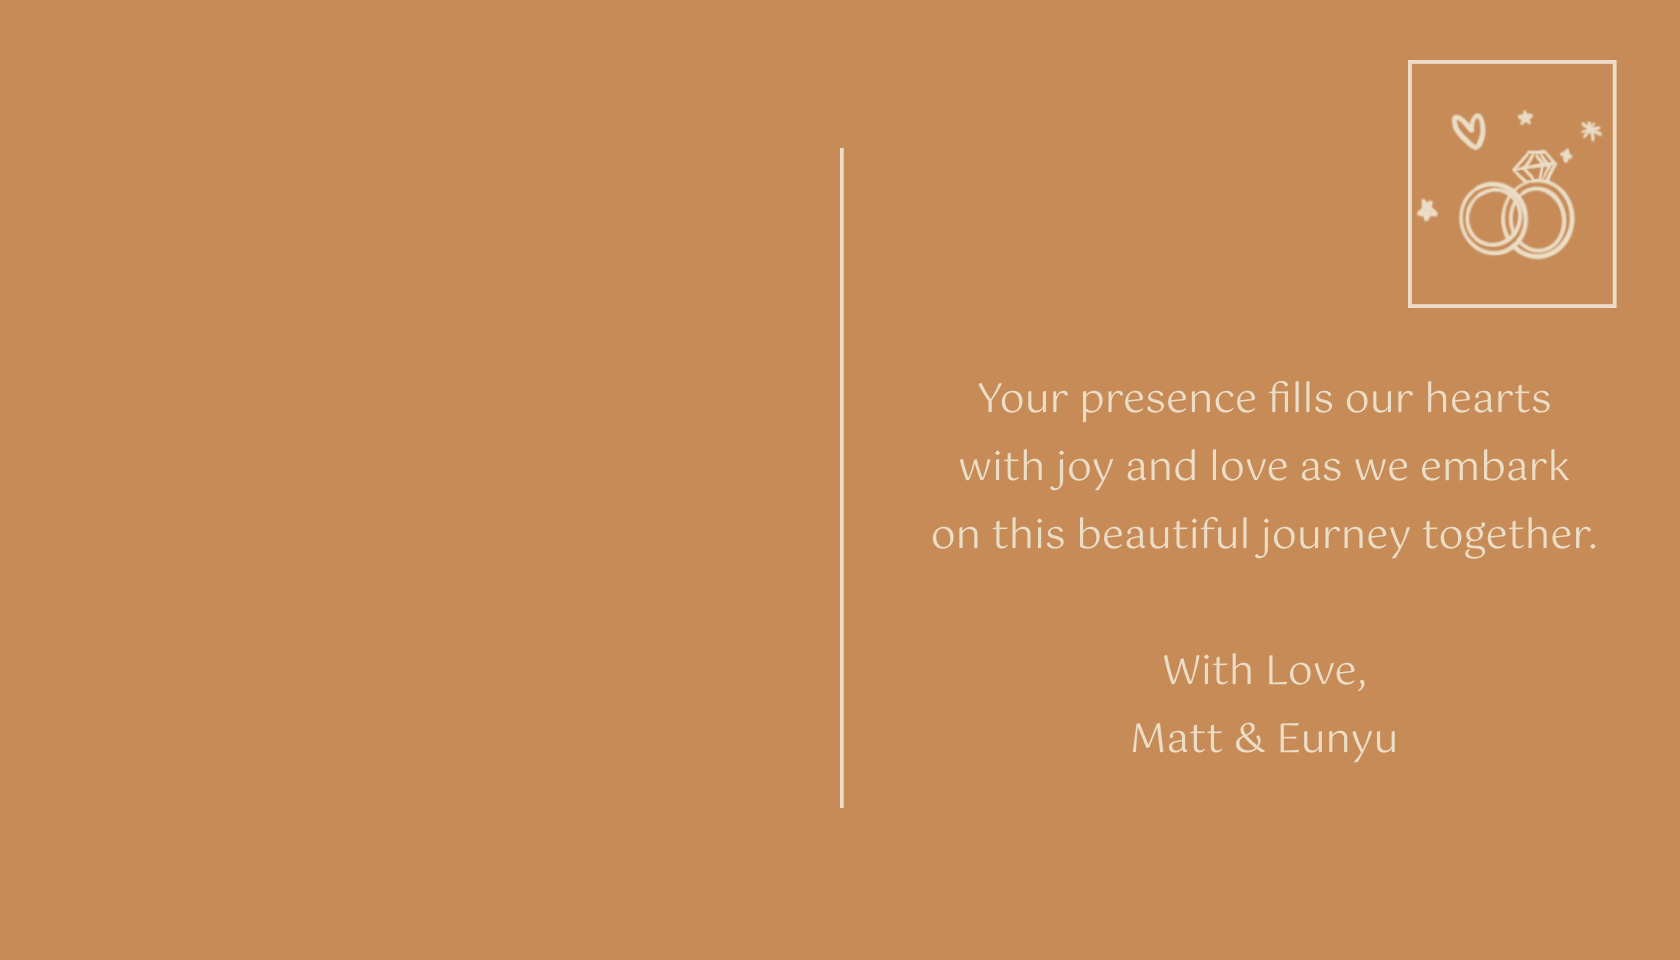 Your presence fills our hearts
with joy and love as we embark
on this beautiful journey together.
With Love,
Matt & Eunyu